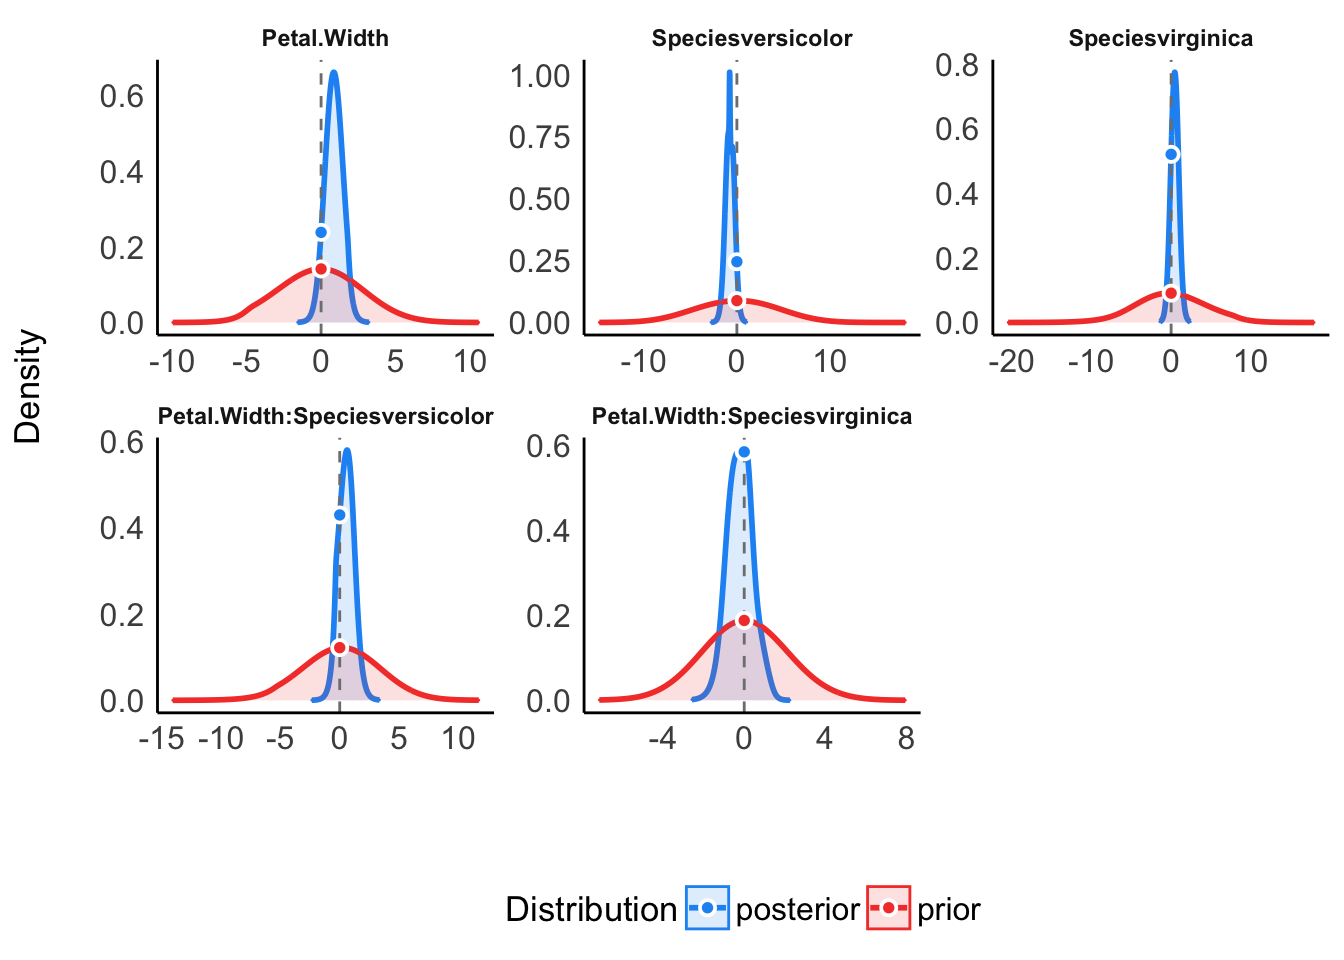 Petal.Width Speciesversicolor Speciesvirginica
0.6 0.4 0.2 0.0
-10 -5 0 5 10
1.00 0.75 0.50 0.25 0.00
-10 0 10
0.8 0.6 0.4 0.2 0.0
-20 -10 0 10
Density
Petal.Width:Speciesversicolor Petal.Width:Speciesvirginica
0.6 0.4 0.2 0.0
-15 -10 -5 0 5 10
0.6 0.4 0.2 0.0
-4 0 4 8
Distribution posterior prior